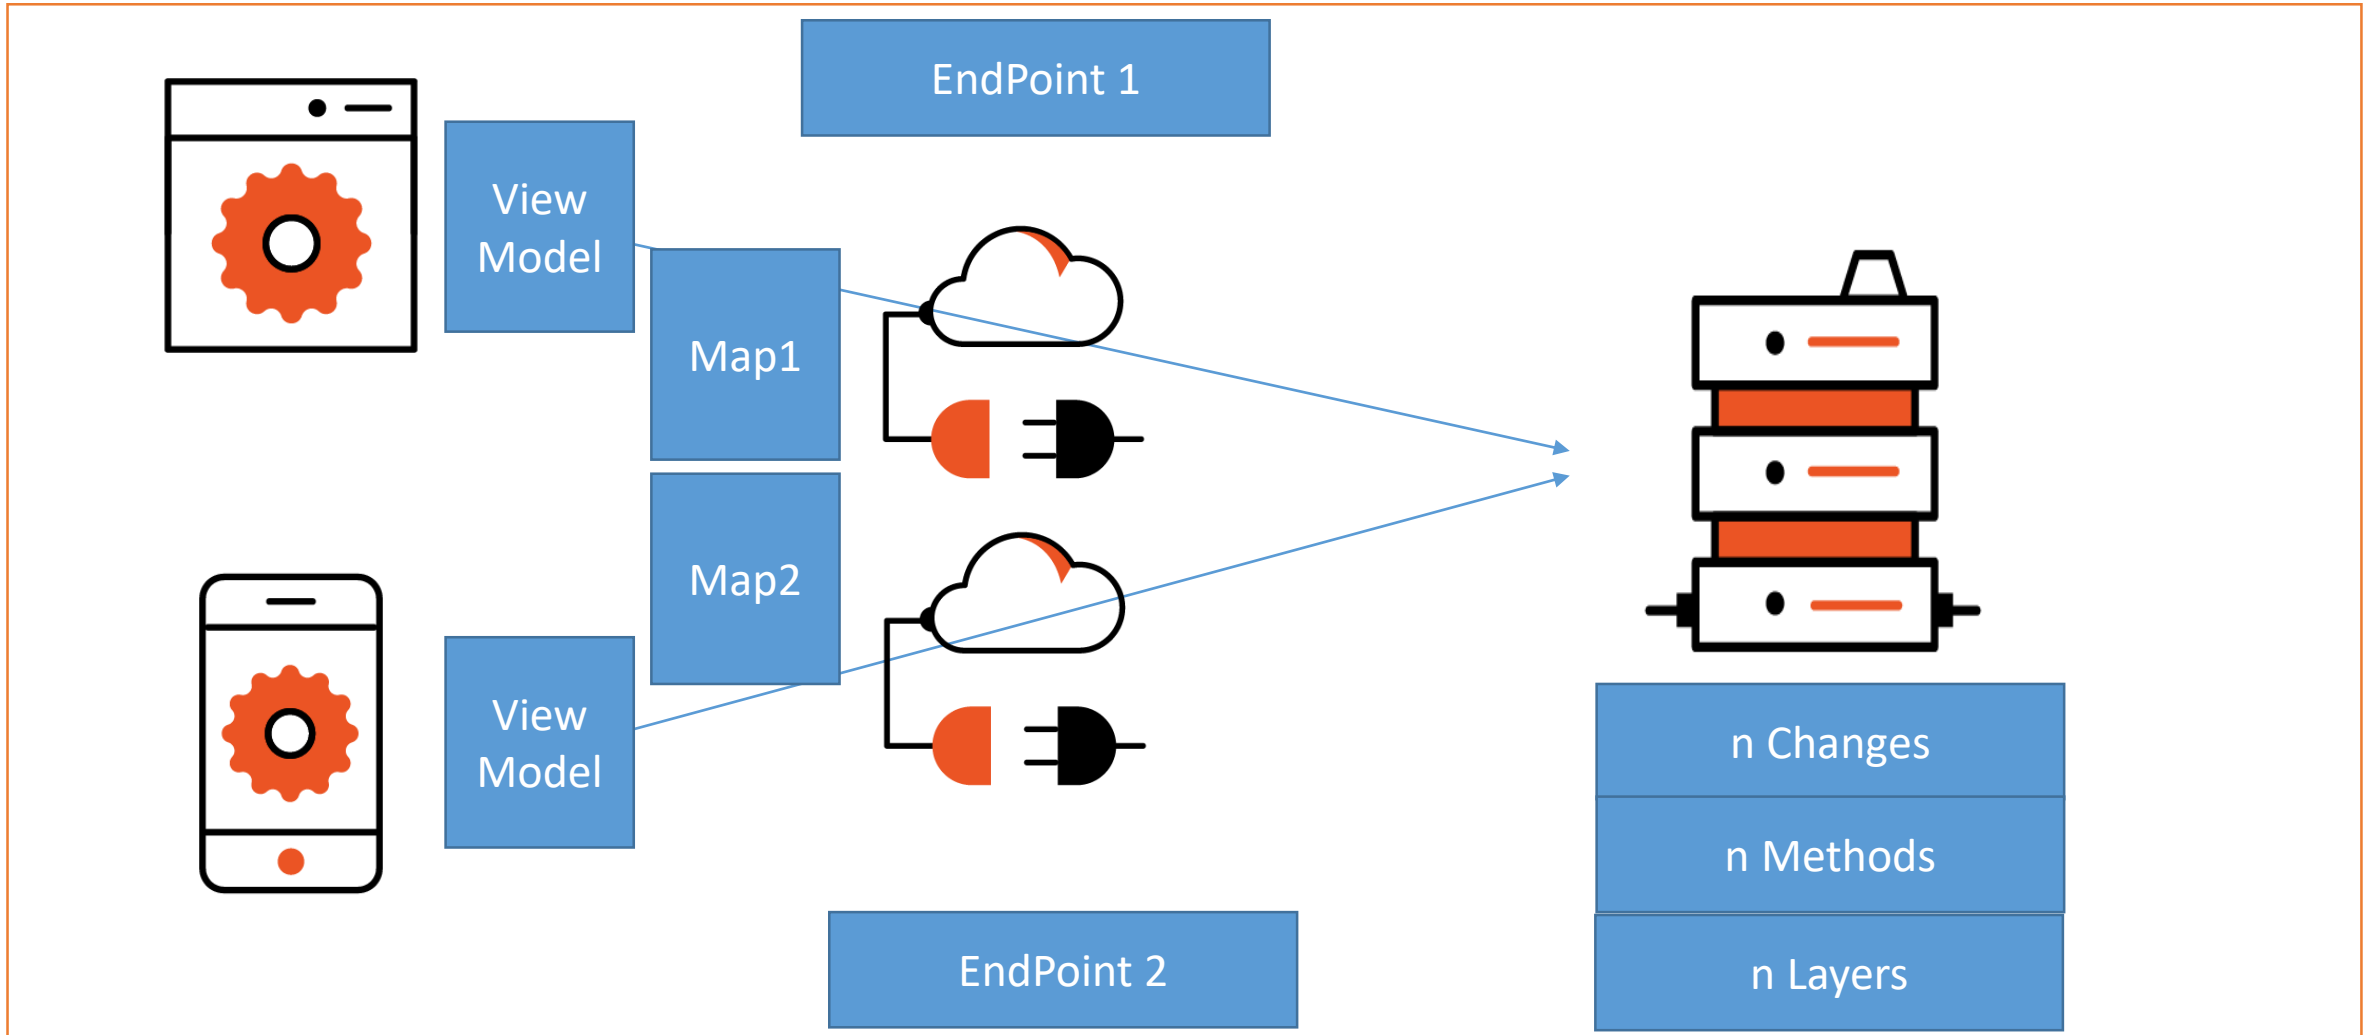 EndPoint 1
View
Model
Map1
Map2
View
Model
EndPoint 2
n Changes
n Methods
n Layers